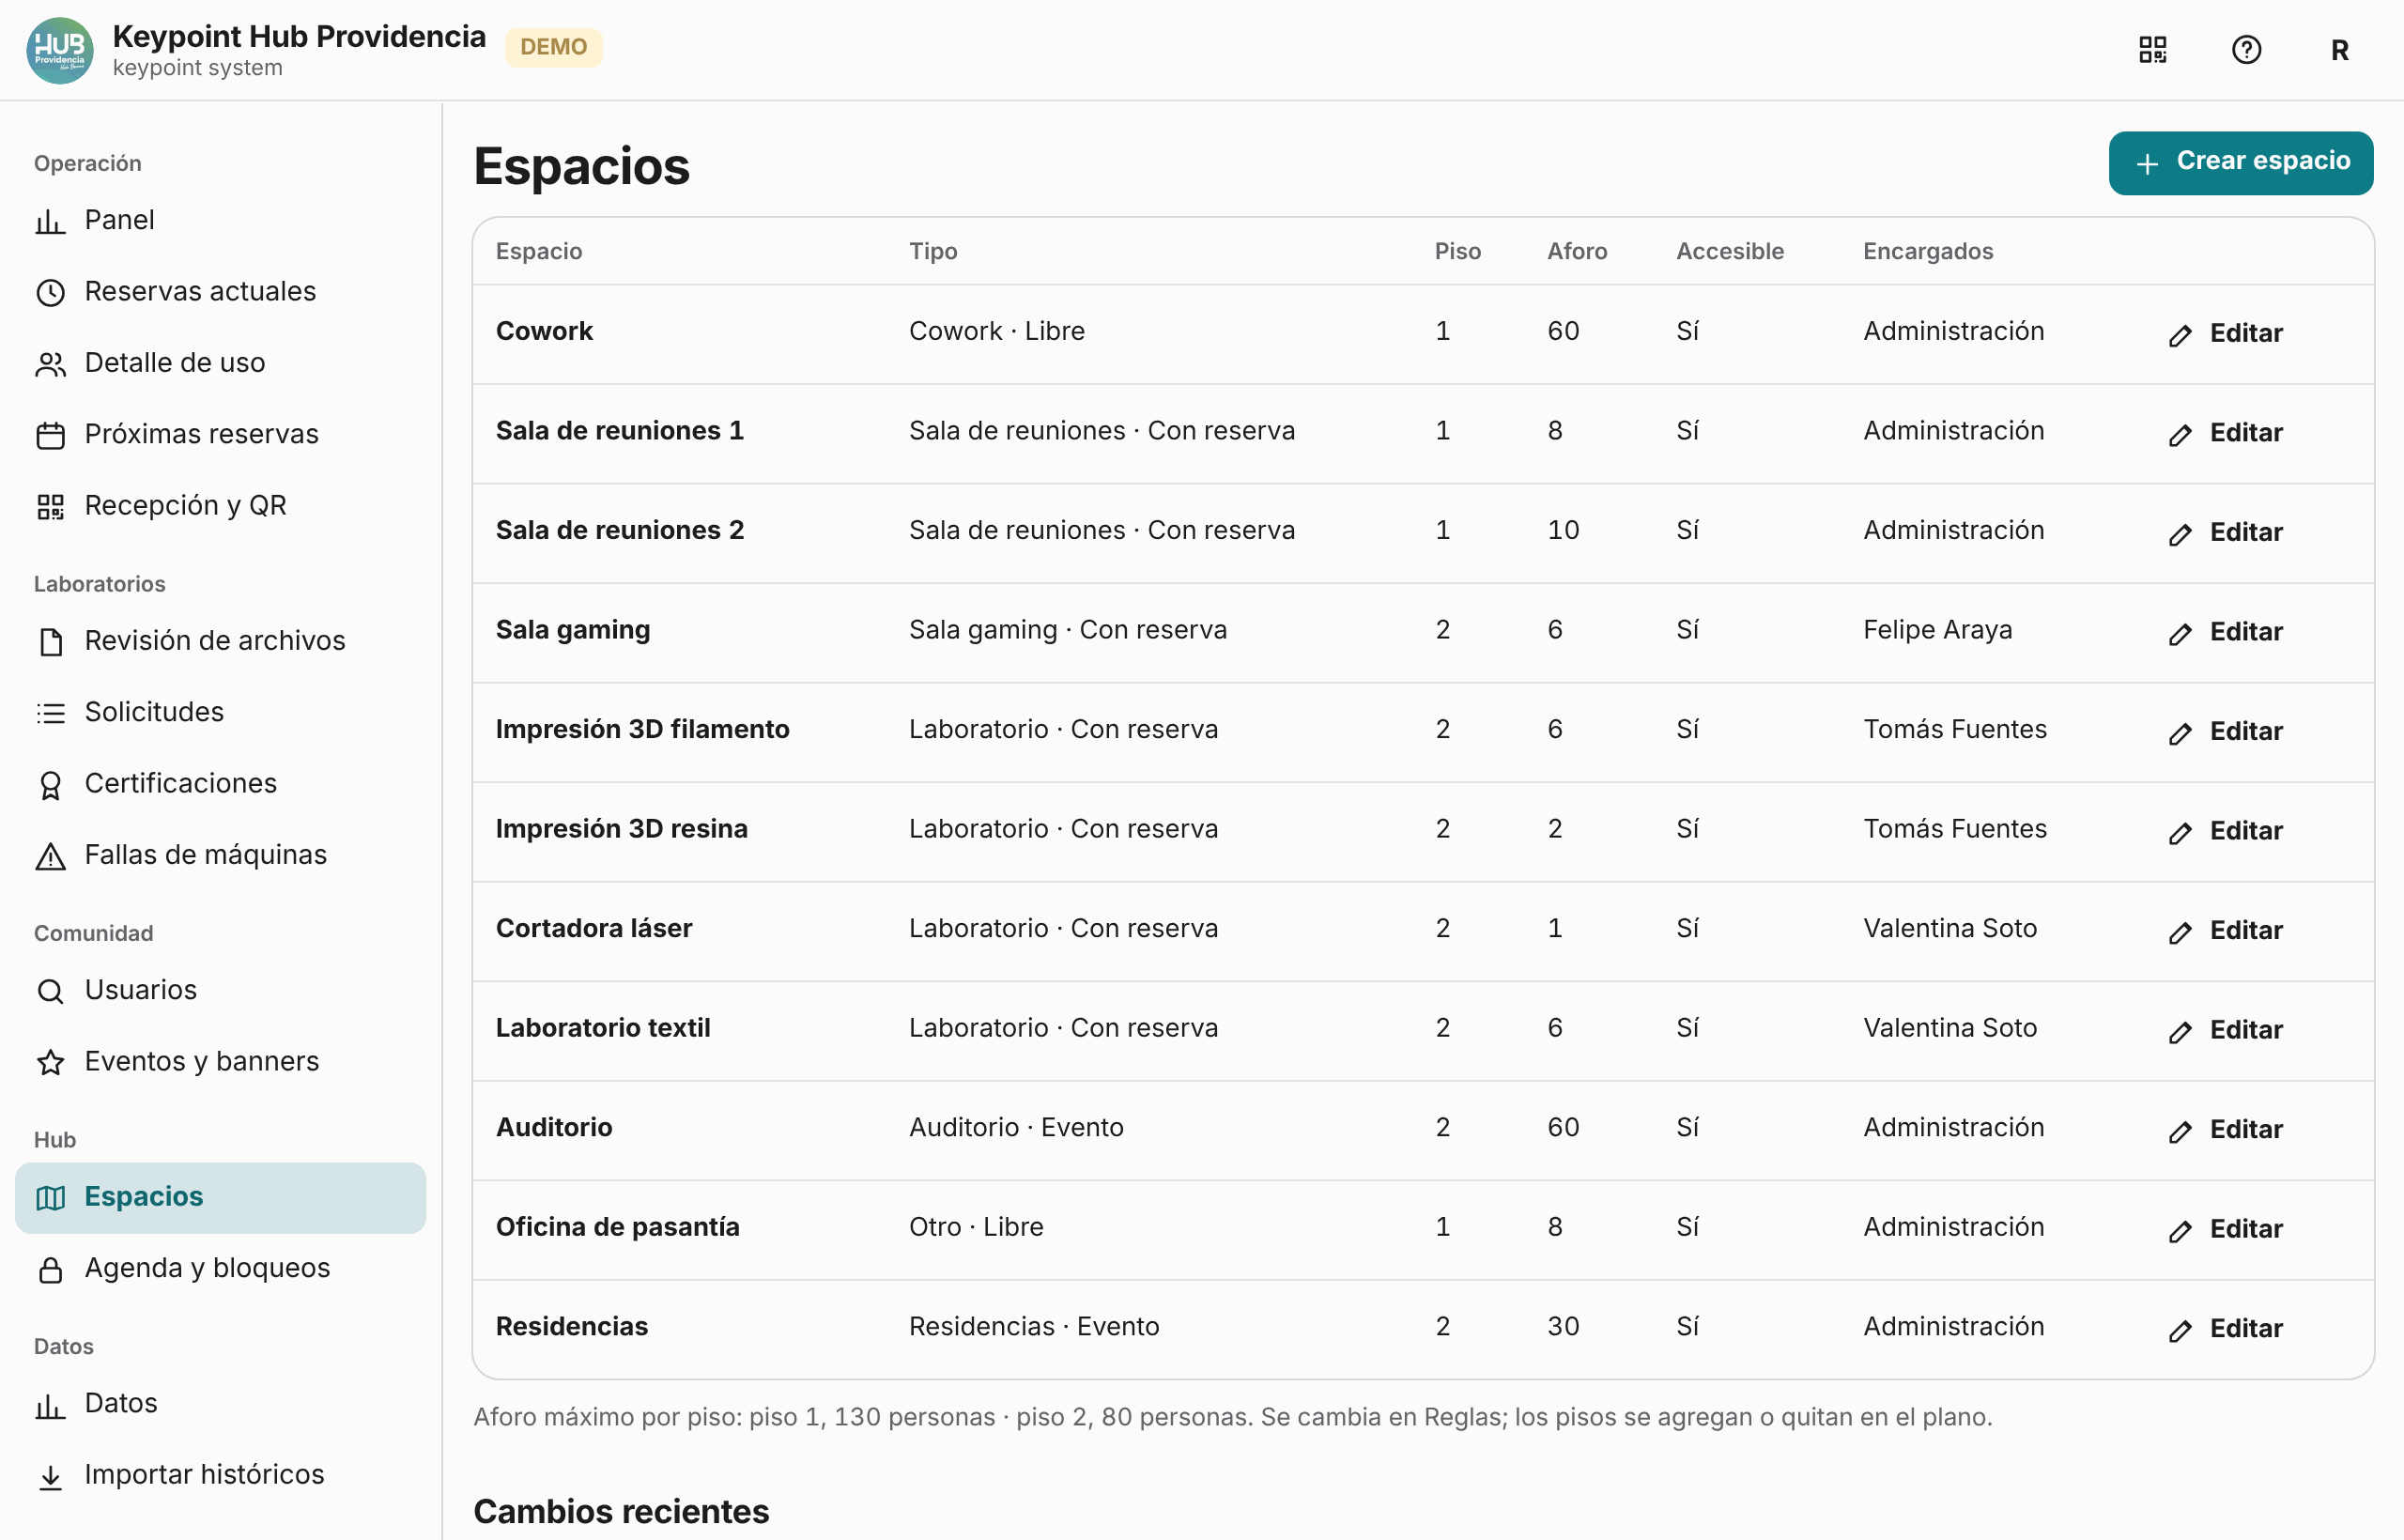 HUB
Providencia
Keypoint Hub Providencia
keypoint system
DEMO
R
Operación
Panel
Reservas actuales
Detalle de uso
Próximas reservas
Recepción y QR
Laboratorios
Revisión de archivos
Solicitudes
Certificaciones
Fallas de máquinas
Comunidad
Usuarios
Eventos y banners
Hub
Espacios
Agenda y bloqueos
Datos
Datos
Importar históricos
Espacios
Crear espacio
Espacio Tipo Piso Aforo Accesible Encargados
Cowork Cowork · Libre 1 60 Sí Administración Editar
Sala de reuniones 1 Sala de reuniones · Con reserva 1 8 Sí Administración Editar
Sala de reuniones 2 Sala de reuniones · Con reserva 1 10 Sí Administración Editar
Sala gaming Sala gaming · Con reserva 2 6 Sí Felipe Araya Editar
Impresión 3D filamento Laboratorio · Con reserva 2 6 Sí Tomás Fuentes Editar
Impresión 3D resina Laboratorio · Con reserva 2 2 Sí Tomás Fuentes Editar
Cortadora láser Laboratorio · Con reserva 2 1 Sí Valentina Soto Editar
Laboratorio textil Laboratorio · Con reserva 2 6 Sí Valentina Soto Editar
Auditorio Auditorio · Evento 2 60 Sí Administración Editar
Oficina de pasantía Otro · Libre 1 8 Sí Administración Editar
Residencias Residencias · Evento 2 30 Sí Administración Editar
Aforo máximo por piso: piso 1, 130 personas · piso 2, 80 personas. Se cambia en Reglas; los pisos se agregan o quitan en el plano.
Cambios recientes